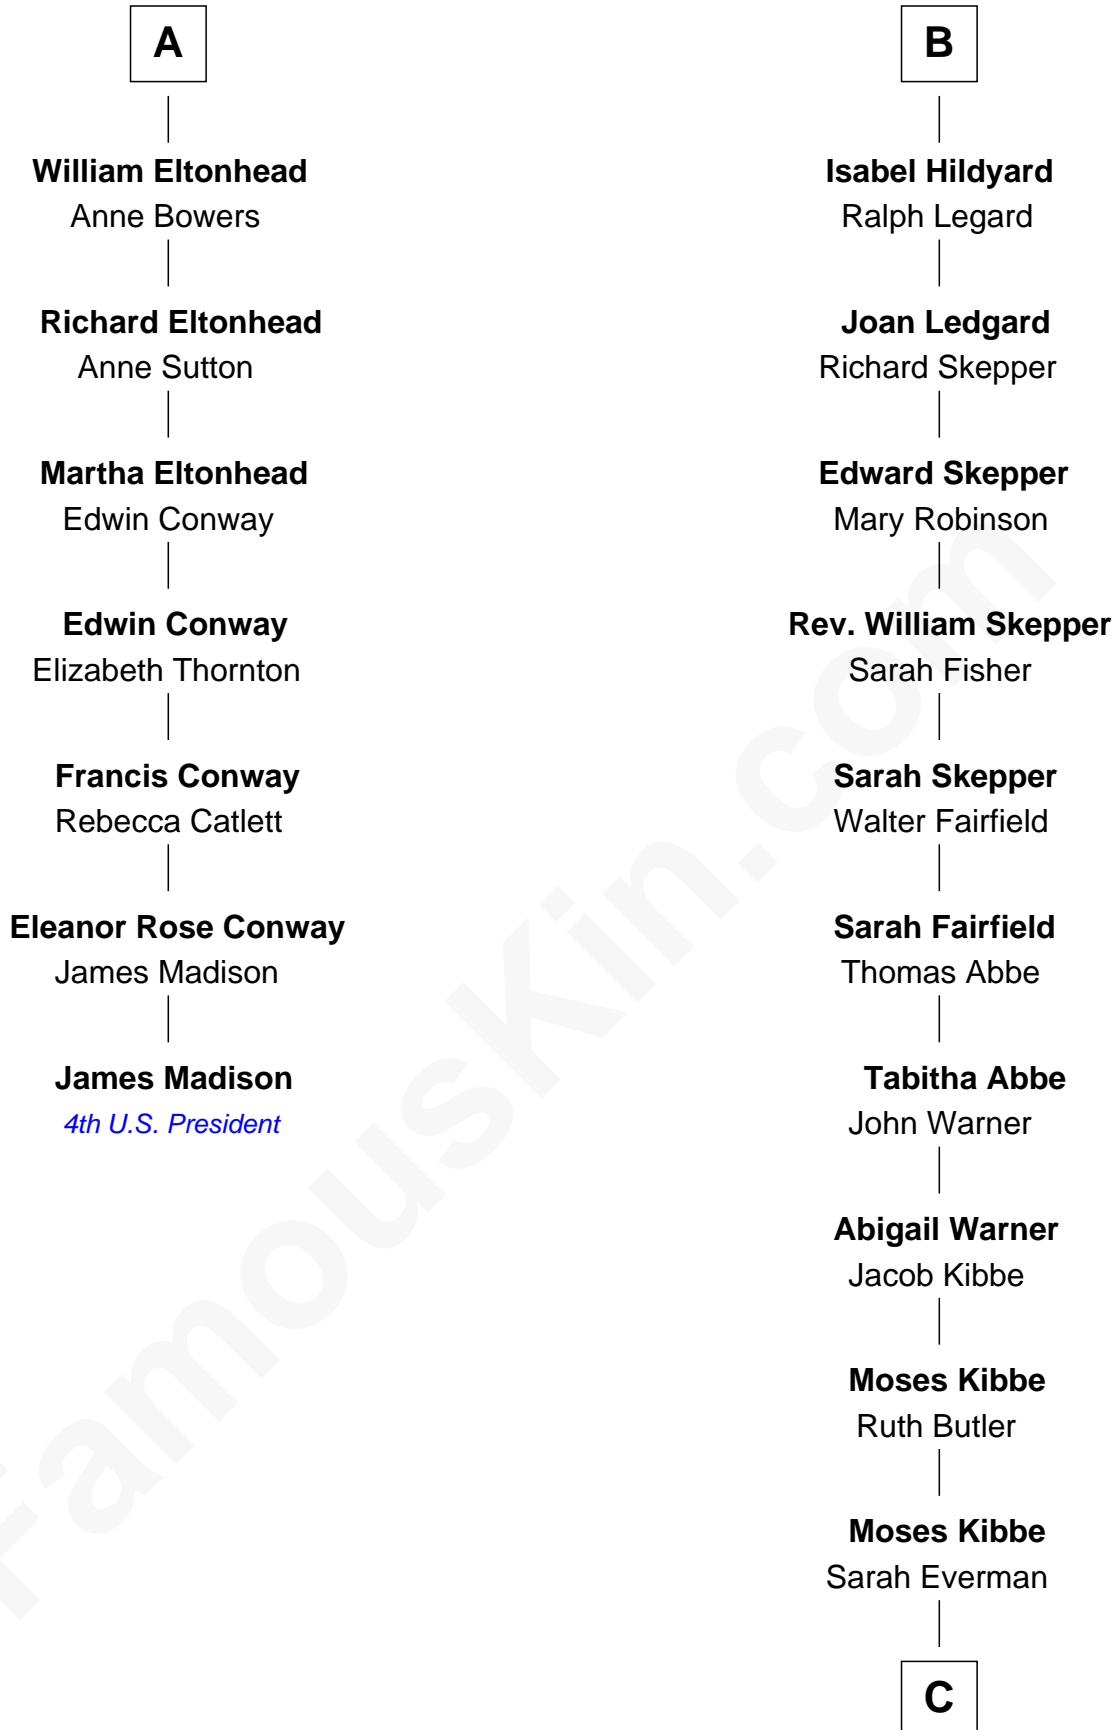 A
William Eltonhead
Anne Bowers
Richard Eltonhead
Anne Sutton
Martha Eltonhead
Edwin Conway
Edwin Conway
Elizabeth Thornton
Francis Conway
Rebecca Catlett
Eleanor Rose Conway
James Madison
James Madison
4th U.S. President
B
Isabel Hildyard
Ralph Legard
Joan Ledgard
Richard Skepper
Edward Skepper
Mary Robinson
Rev. William Skepper
Sarah Fisher
Sarah Skepper
Walter Fairfield
Sarah Fairfield
Thomas Abbe
Tabitha Abbe
John Warner
Abigail Warner
Jacob Kibbe
Moses Kibbe
Ruth Butler
Moses Kibbe
Sarah Everman
C
FamousKin.com